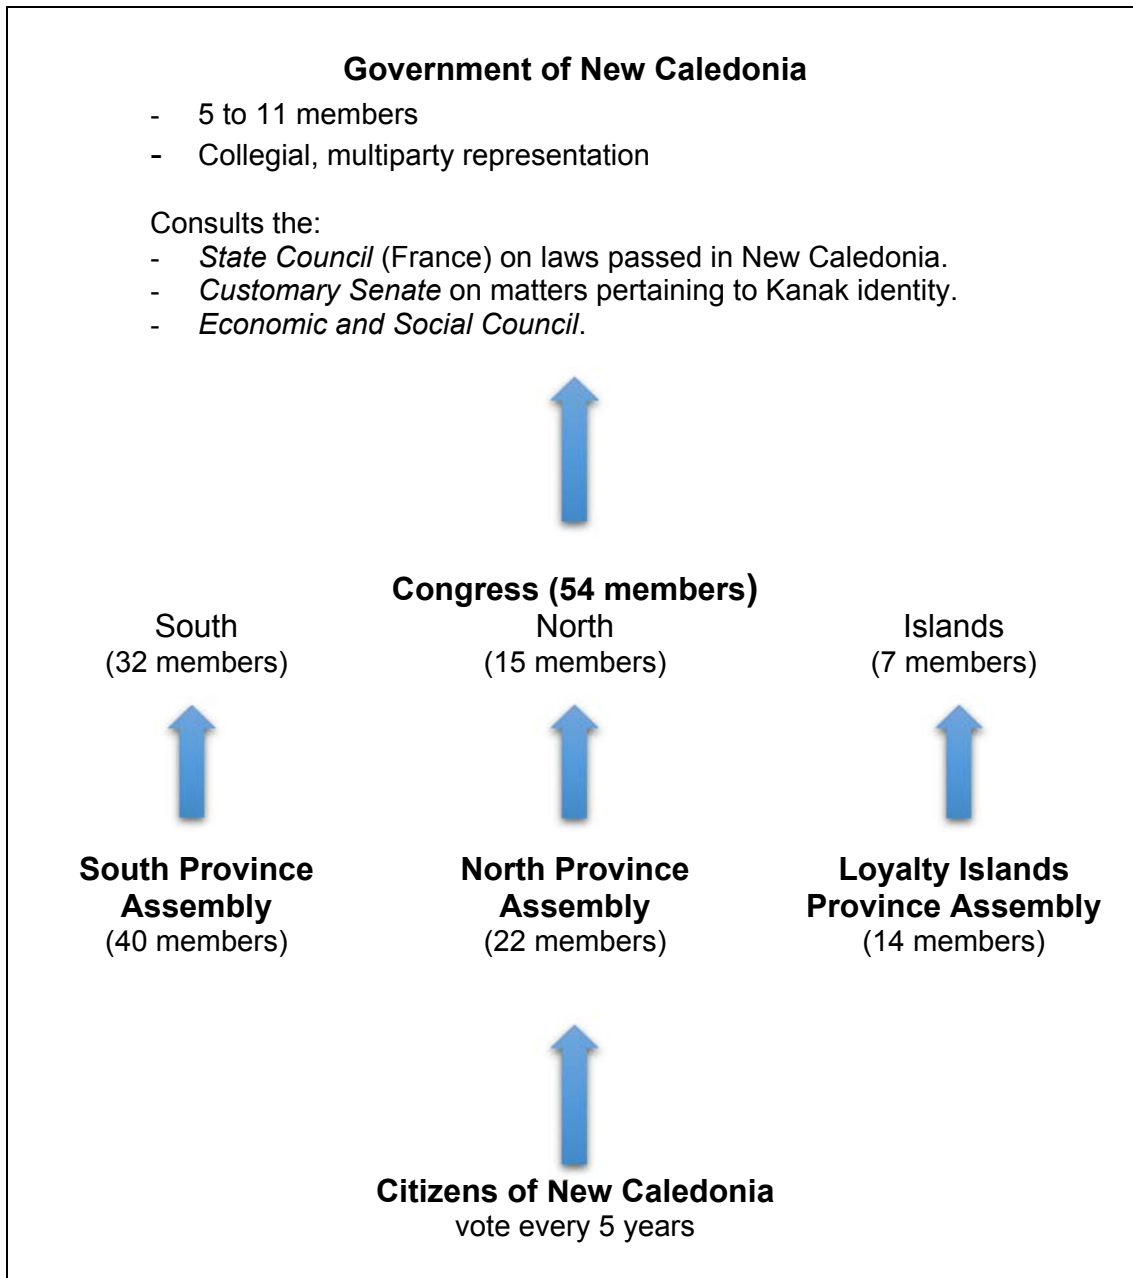 Government of New Caledonia
- 5 to 11 members
- Collegial, multiparty representation
Consults the:
- State Council (France) on laws passed in New Caledonia.
- Customary Senate on matters pertaining to Kanak identity.
- Economic and Social Council.
Congress (54 members)
South North Islands
(32 members) (15 members) (7 members)
South Province North Province Loyalty Islands
Assembly Assembly Province Assembly
(40 members) (22 members) (14 members)
Citizens of New Caledonia
vote every 5 years